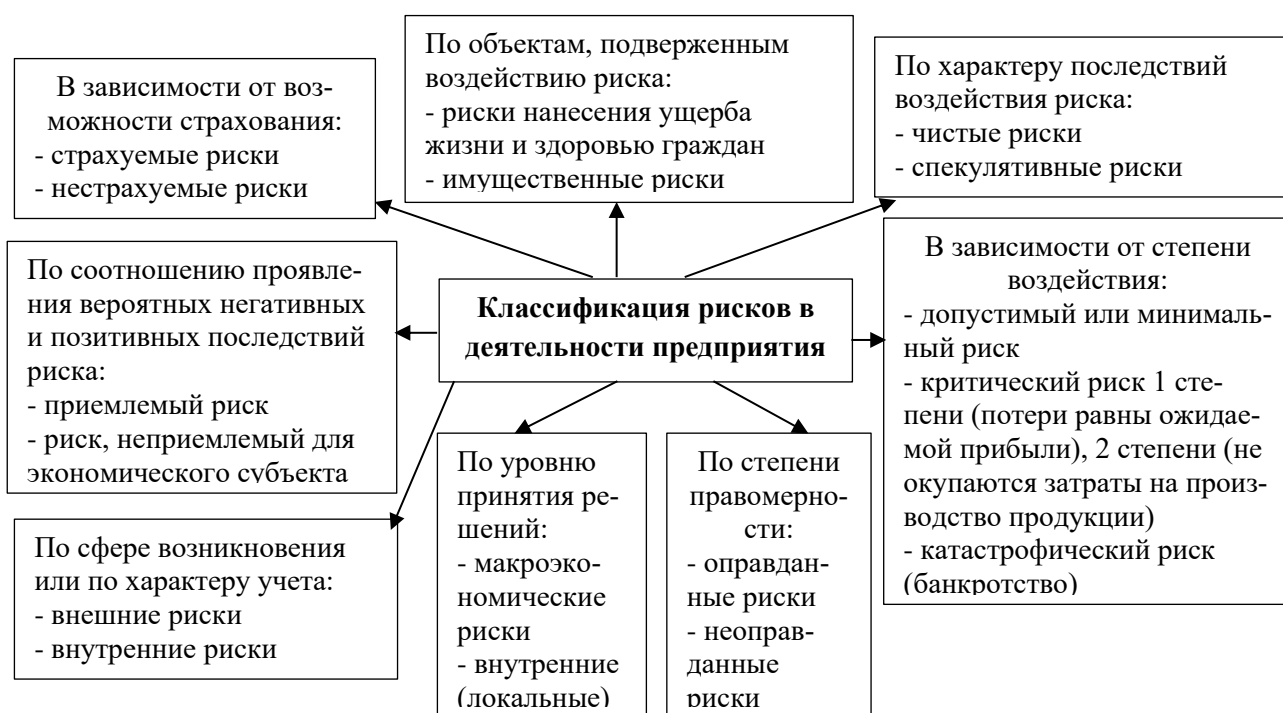 В зависимости от воз-
можности страхования:
- страхуемые риски
- нестрахуемые риски
По объектам, подверженным
воздействию риска:
- риски нанесения ущерба
жизни и здоровью граждан
- имущественные риски
По характеру последствий
воздействия риска:
- чистые риски
- спекулятивные риски
По соотношению проявле-
ния вероятных негативных
и позитивных последствий
риска:
- приемлемый риск
- риск, неприемлемый для
экономического субъекта
Классификация рисков в
деятельности предприятия
В зависимости от степени
воздействия:
- допустимый или минималь-
ный риск
- критический риск 1 сте-
пени (потери равны ожидае-
мой прибыли), 2 степени (не
окупаются затраты на произ-
водство продукции)
- катастрофический риск
(банкротство)
По сфере возникновения
или по характеру учета:
- внешние риски
- внутренние риски
По уровню
принятия ре-
шений:
- макроэко-
номические
риски
- внутренние
(локальные)
По степени
правомерно-
сти:
- оправдан-
ные риски
- неоправ-
данные
риски